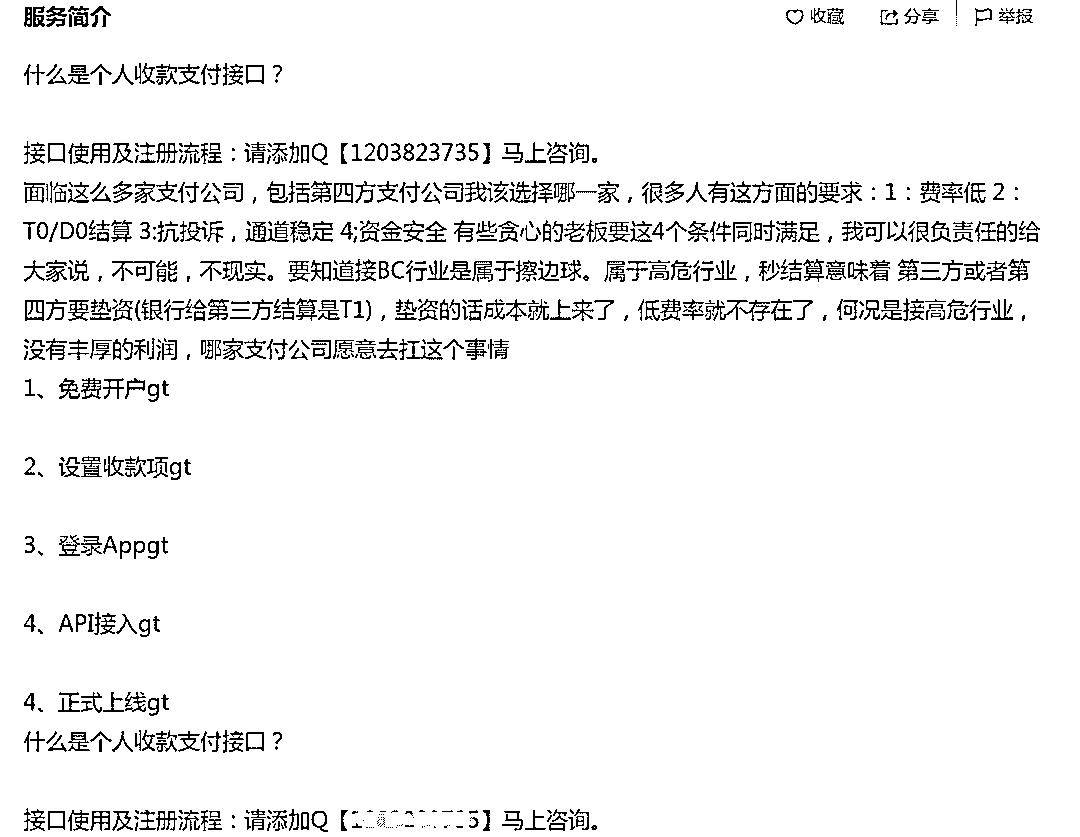 服务简介
收藏 分享 举报
什么是个人收款支付接口？
接口使用及注册流程：请添加Q【1203823735】马上咨询。
面临这么多家支付公司，包括第四方支付公司我该选择哪一家，很多人有这方面的要求：1：费率低 2：
T0/D0结算 3;抗投诉，通道稳定 4;资金安全 有些贪心的老板要这4个条件同时满足，我可以很负责任的给
大家说，不可能，不现实。要知道接BC行业是属于擦边球。属于高危行业，秒结算意味着 第三方或者第
四方要垫资(银行给第三方结算是T1)，垫资的话成本就上来了，低费率就不存在了，何况是接高危行业，
没有丰厚的利润，哪家支付公司愿意去扛这个事情
1、免费开户gt
2、设置收款项gt
3、登录Appgt
4、API接入gt
4、正式上线gt
什么是个人收款支付接口？
接口使用及注册流程：请添加Q【1 5】马上咨询。